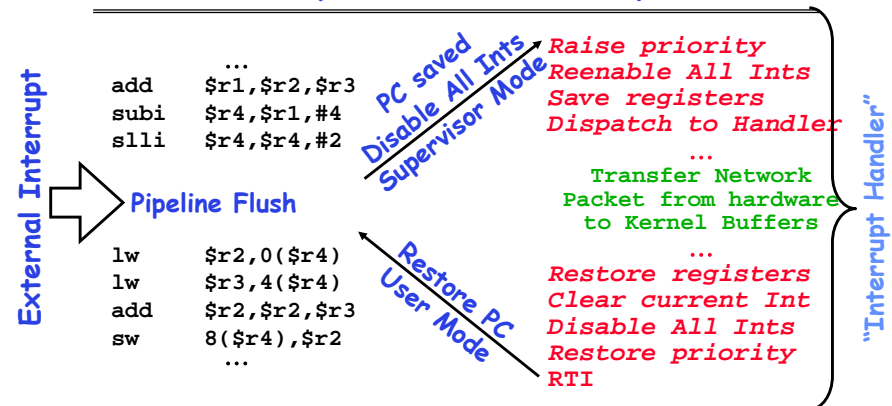 External Interrupt
…
add $r1,$r2,$r3
subi $r4,$r1,#4
slli $r4,$r4,#2
Pipeline Flush
lw $r2,0($r4)
lw $r3,4($r4)
add $r2,$r2,$r3
sw 8($r4),$r2
…
PC saved
Disable All Ints
Supervisor Mode
Restore PC
User Mode
Raise priority
Reenable All Ints
Save registers
Dispatch to Handler
…
Transfer Network
Packet from hardware
to Kernel Buffers
…
Restore registers
Clear current Int
Disable All Ints
Restore priority
RTI
“Interrupt Handler”